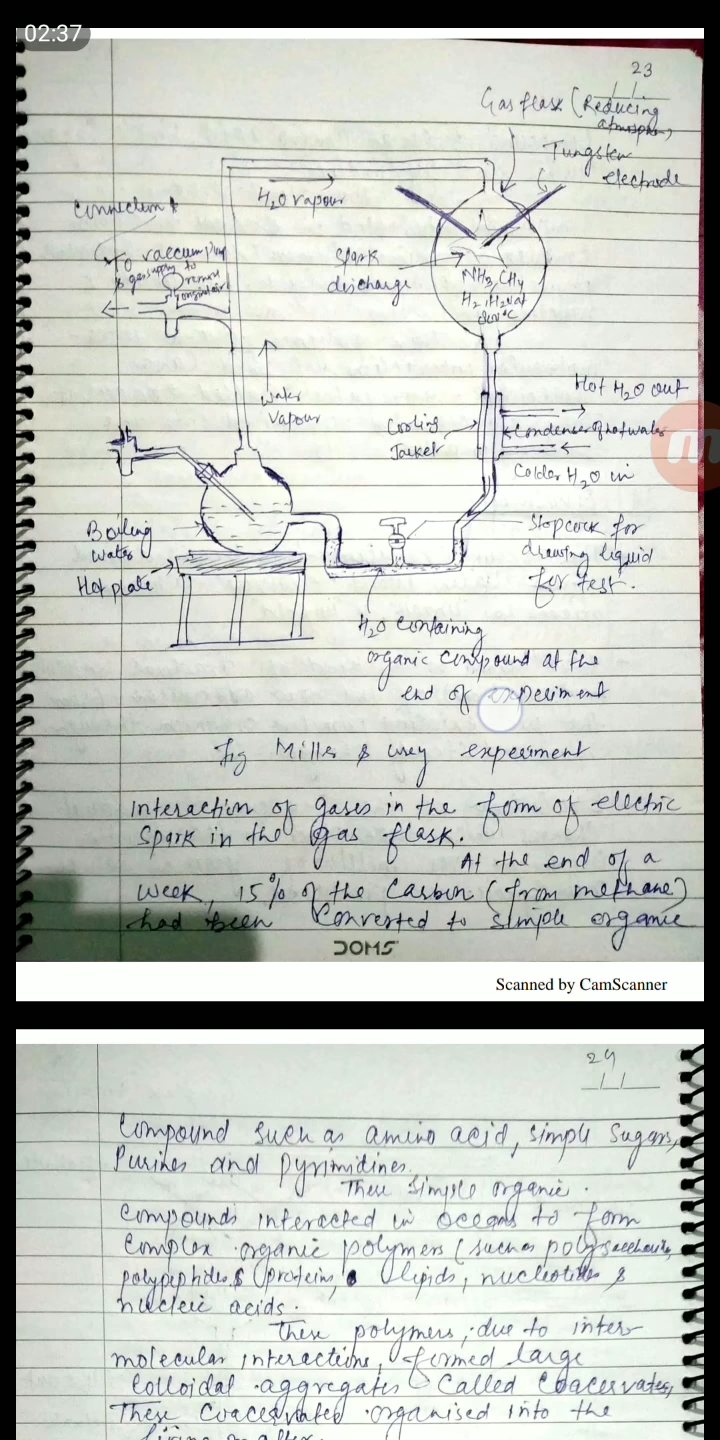 02:37
23
Gas flask (Reducing
atmosphere)
Tungsten
electrode
H2O vapour
Connection
To vaccum pump
& gas supply to
remove
Spark
discharge
NH3, CH4
H2, H2O at
Water
Vapour
Hot H2O out
Cooling
Jacket
Condenser of hot water
Colder H2O in
Boiling
water
Hot plate
Stopcock for
drawing liquid
for test.
H2O Containing
organic compound at the
end of experiment
Fig Miller & urey experiment
interaction of gases in the form of electric
Spark in the gas flask.
At the end of a
week, 15% of the Carbon (from methane)
had been Converted to simple organic
DOMS
Scanned by CamScanner
24
Compound such as amino acid, simple Sugars,
Purines and pyrimidines.
These Simple organic.
Compounds interacted in oceans to form
Complex organic polymers (such as polysaccharides,
polypeptides & proteins, lipids, nucleotides &
nucleic acids.
These polymers, due to inter
molecular interactions, formed large
Colloidal aggregates Called Coacervates,
These Coacervates organised into the
living matter.